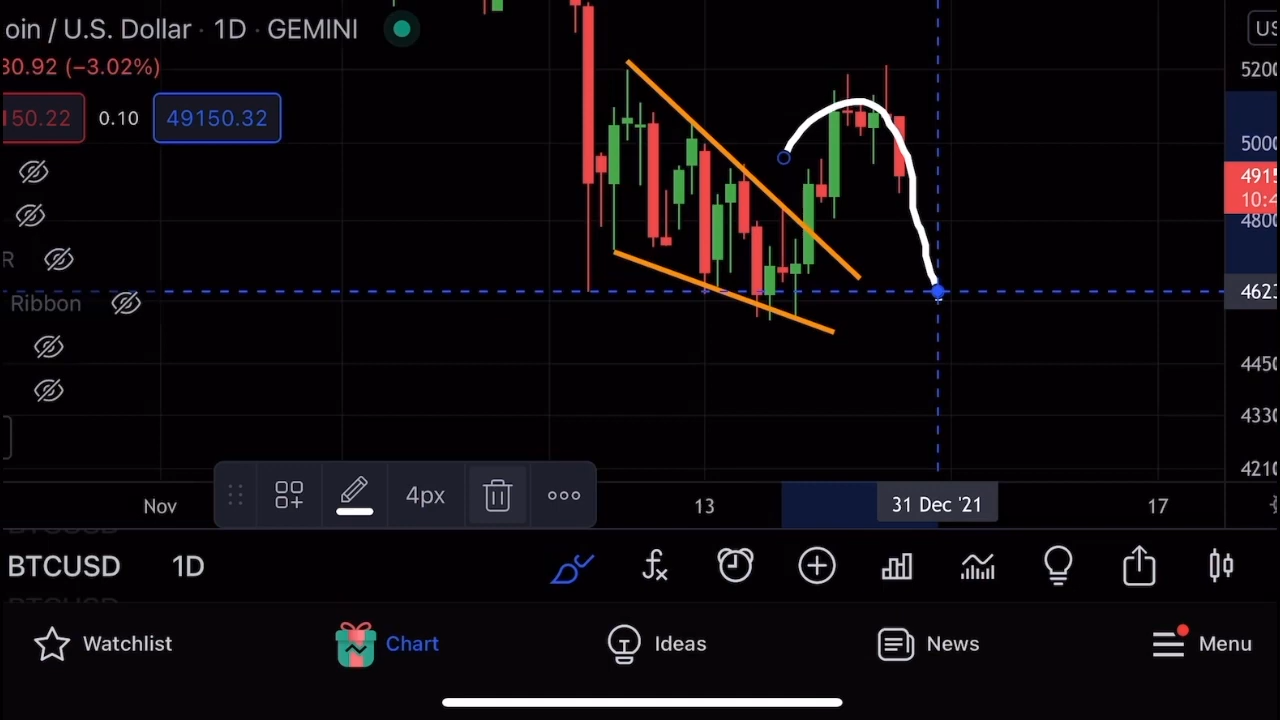 oin / U.S. Dollar · 1D · GEMINI
30.92 (−3.02%)
150.22 0.10 49150.32
R
Ribbon
US
5200
5000
4915
10:4
4800
462
4450
4330
4210
4px
Nov 13 31 Dec '21 17
BTCUSD 1D
Watchlist Chart Ideas News Menu